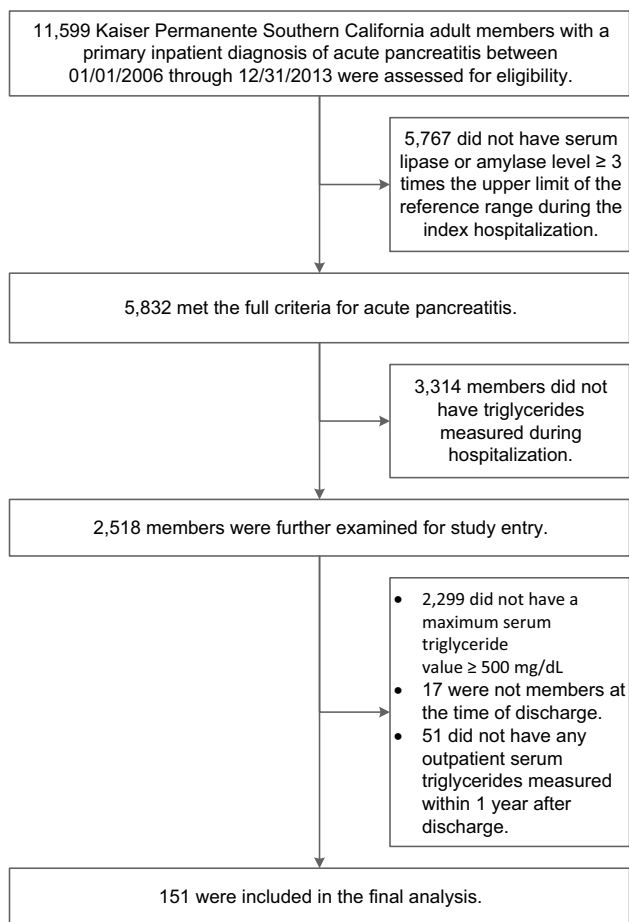 11,599 Kaiser Permanente Southern California adult members with a
primary inpatient diagnosis of acute pancreatitis between
01/01/2006 through 12/31/2013 were assessed for eligibility.
5,767 did not have serum
lipase or amylase level ≥ 3
times the upper limit of the
reference range during the
index hospitalization.
5,832 met the full criteria for acute pancreatitis.
3,314 members did not
have triglycerides
measured during
hospitalization.
2,518 members were further examined for study entry.
• 2,299 did not have a
maximum serum
triglyceride
value ≥ 500 mg/dL
• 17 were not members at
the time of discharge.
• 51 did not have any
outpatient serum
triglycerides measured
within 1 year after
discharge.
151 were included in the final analysis.